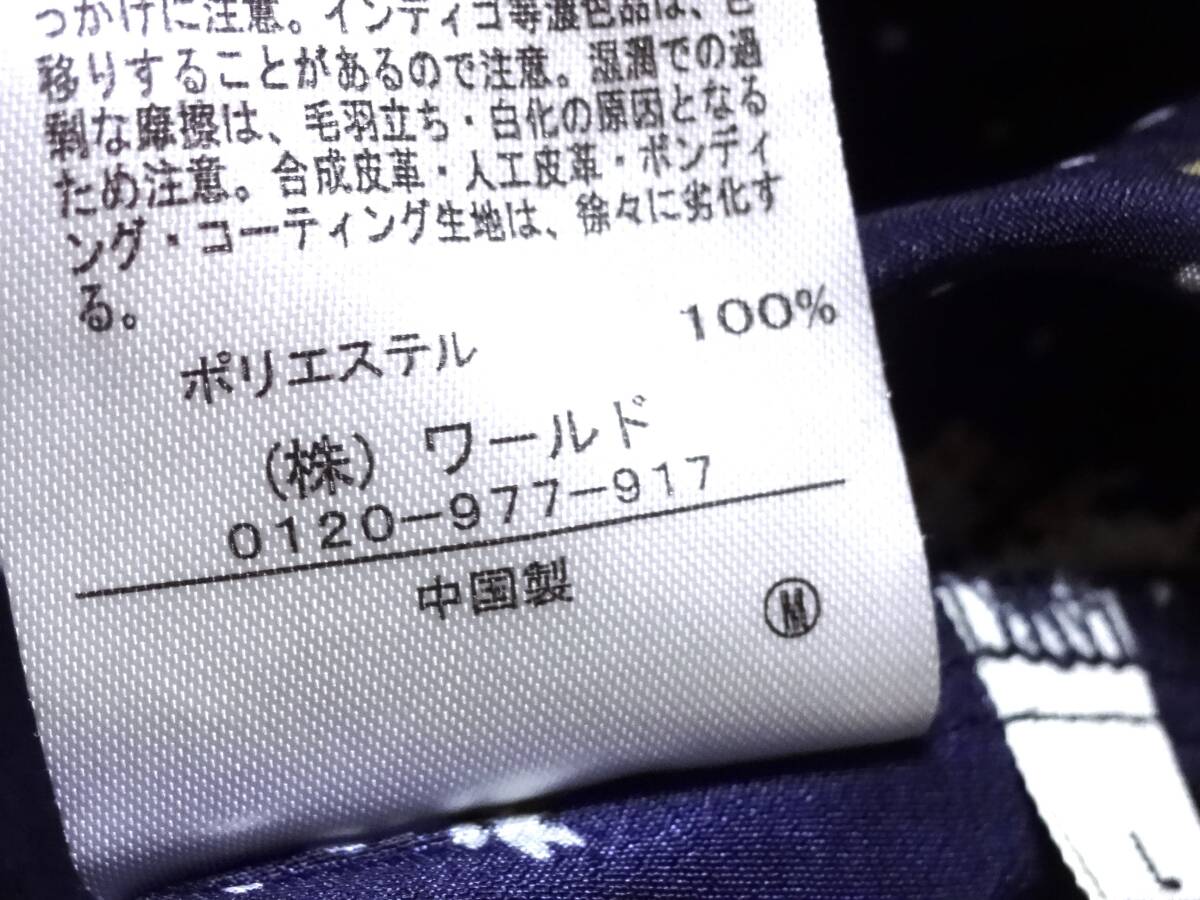 っかけに注意。インディゴ等濃色品は、色
移りすることがあるので注意。湿潤での過
剰な摩擦は、毛羽立ち・白化の原因となる
ため注意。合成皮革・人工皮革・ボンディ
ング・コーティング生地は、徐々に劣化す
る。
ポリエステル 100%
(株) ワールド
0120-977-917
中国製
Ⓜ
L